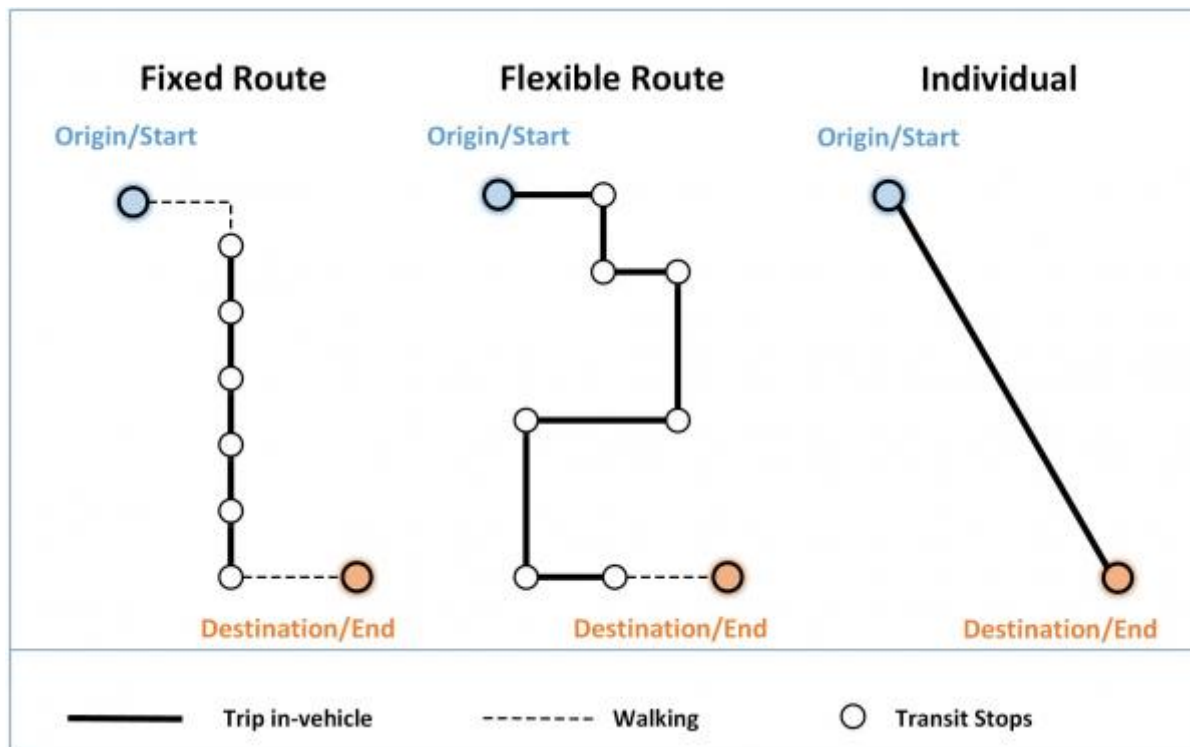 Fixed Route
Flexible Route
Individual
Origin/Start
Origin/Start
Origin/Start
Destination/End
Destination/End
Destination/End
Trip in-vehicle
Walking
Transit Stops